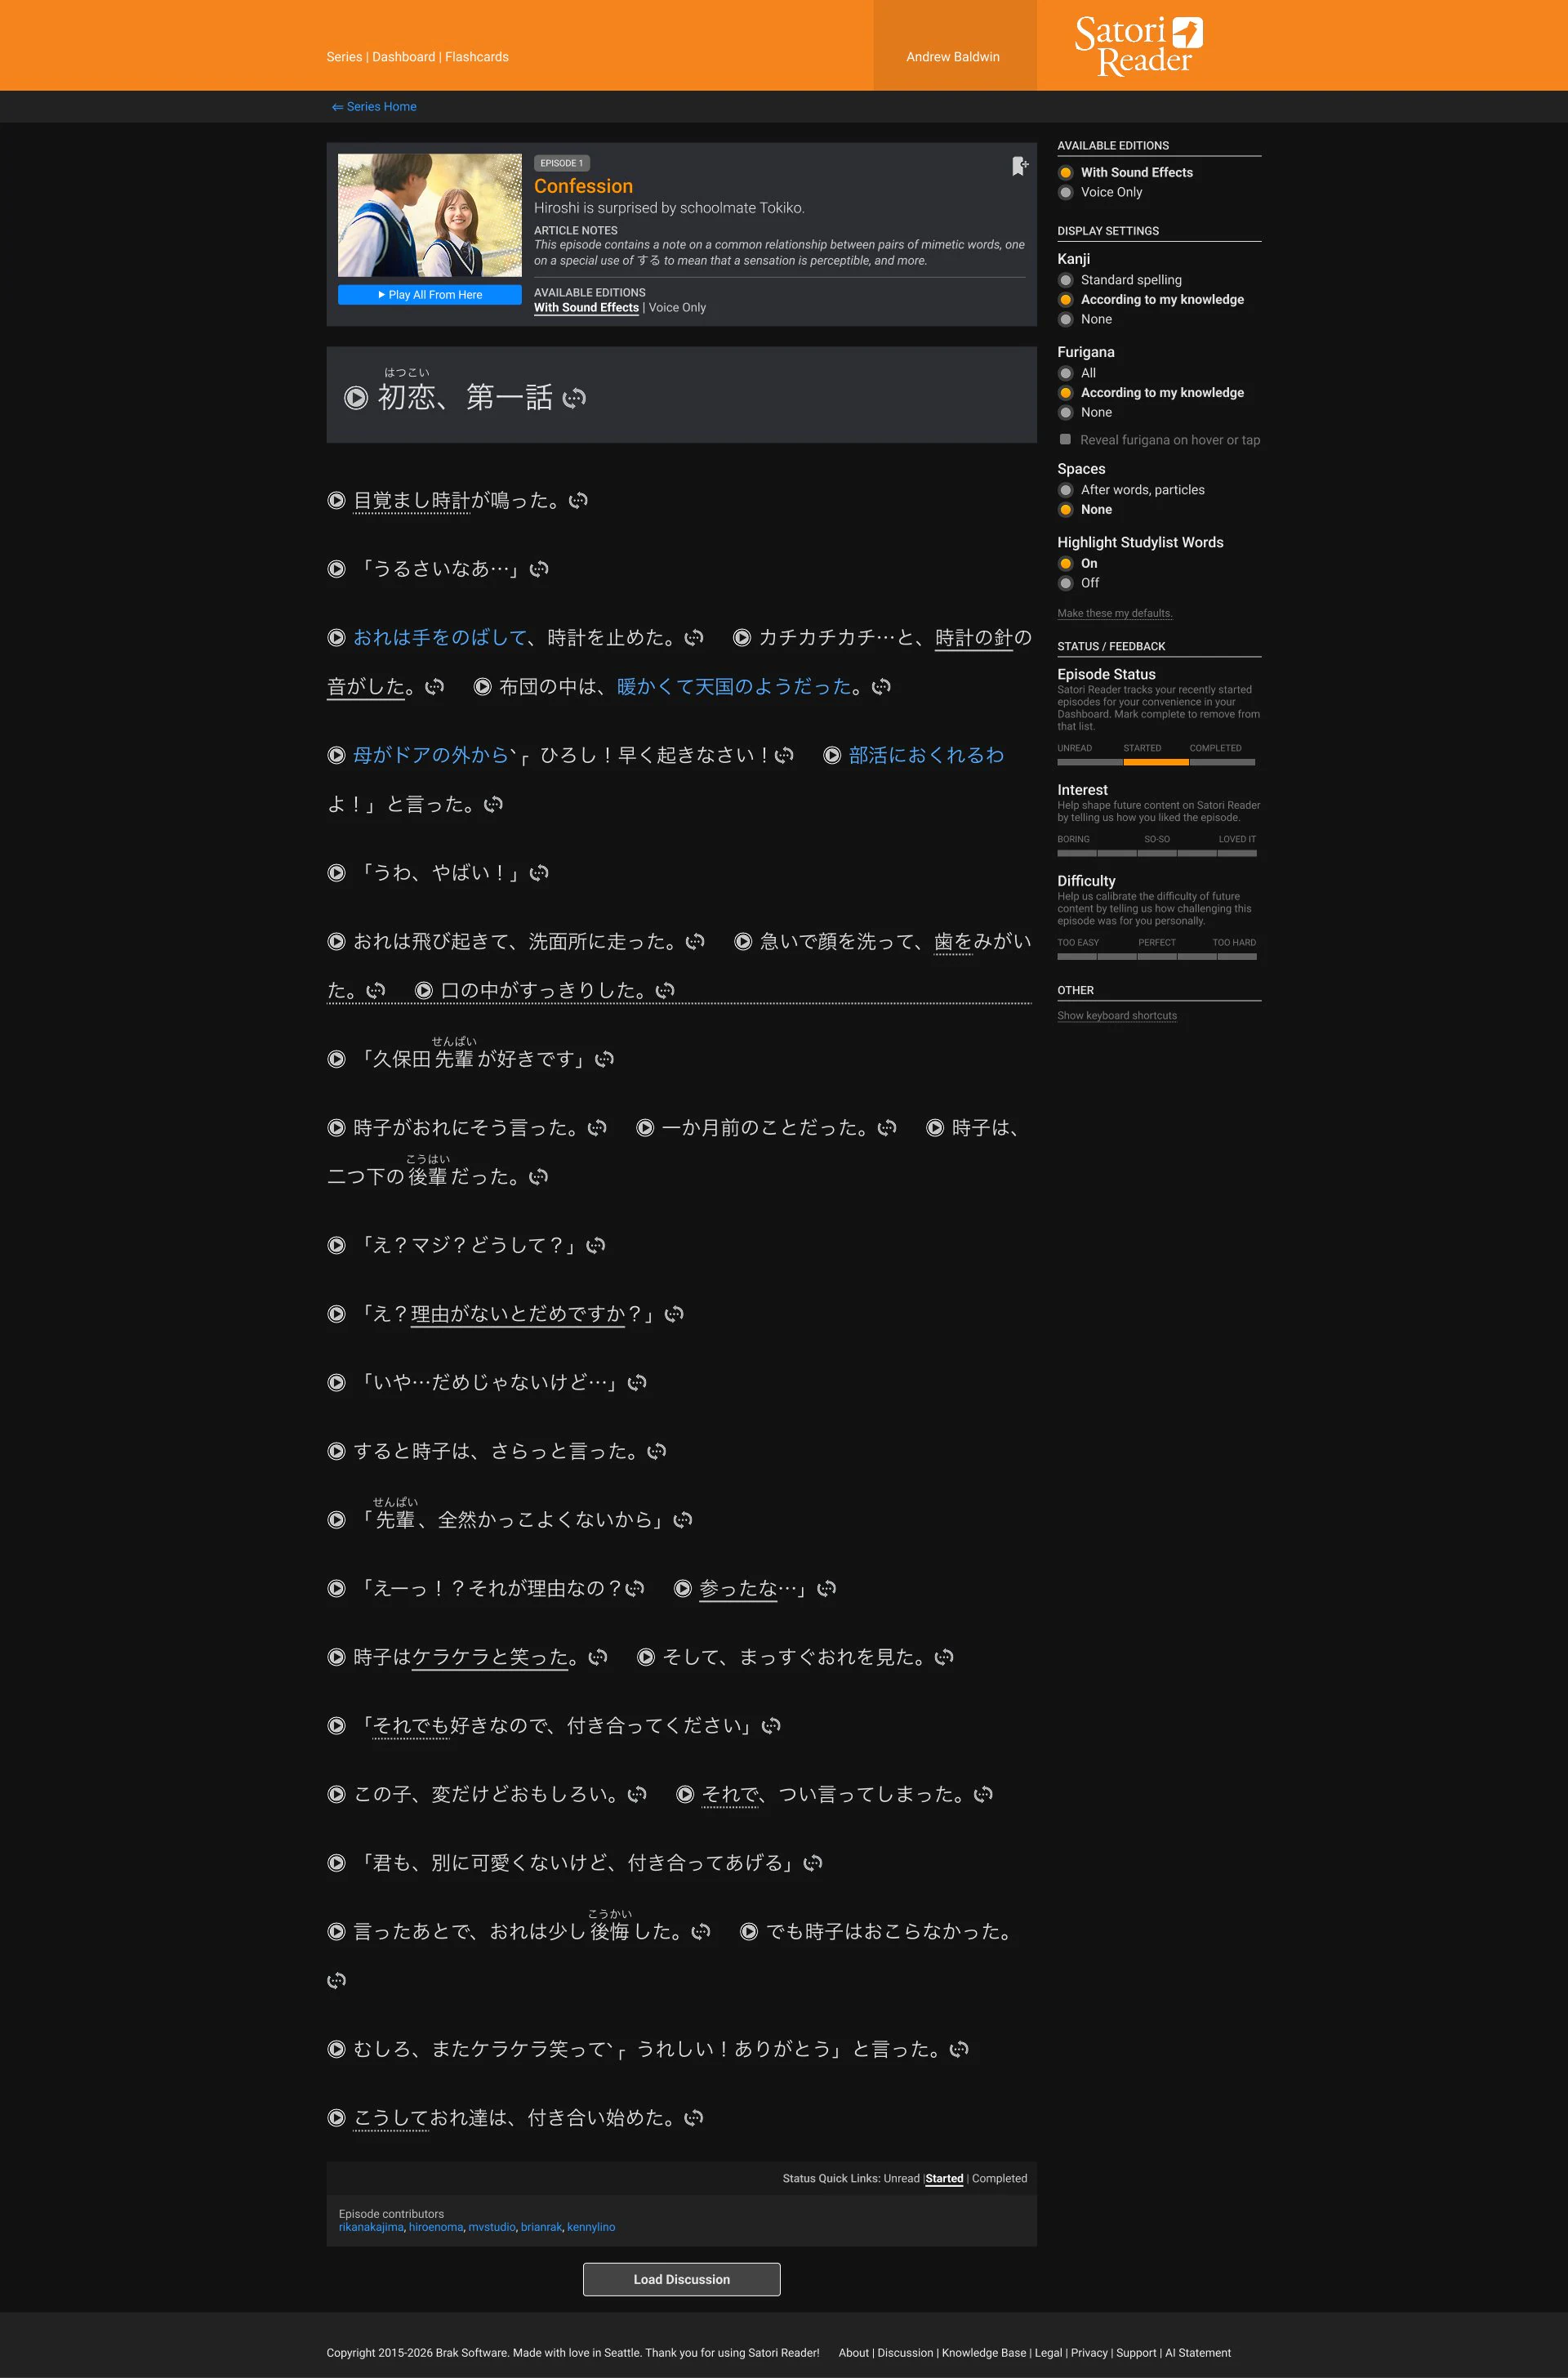 Series | Dashboard | Flashcards
Andrew Baldwin
Satori
Reader
⇐ Series Home
EPISODE 1
Confession
Hiroshi is surprised by schoolmate Tokiko.
ARTICLE NOTES
This episode contains a note on a common relationship between pairs of mimetic words, one
on a special use of する to mean that a sensation is perceptible, and more.
Play All From Here
AVAILABLE EDITIONS
With Sound Effects | Voice Only
はつこい
初恋、第一話
目覚まし時計が鳴った。
「うるさいなあ…」
おれは手をのばして、時計を止めた。 カチカチカチ…と、時計の針の
音がした。 布団の中は、暖かくて天国のようだった。
母がドアの外から、「ひろし！早く起きなさい！ 部活におくれるわ
よ！」と言った。
「うわ、やばい！」
おれは飛び起きて、洗面所に走った。 急いで顔を洗って、歯をみがい
た。 口の中がすっきりした。
せんぱい
「久保田先輩が好きです」
時子がおれにそう言った。 一か月前のことだった。 時子は、
こうはい
二つ下の後輩だった。
「え？マジ？どうして？」
「え？理由がないとだめですか？」
「いや…だめじゃないけど…」
すると時子は、さらっと言った。
せんぱい
「先輩、全然かっこよくないから」
「えーっ！？それが理由なの？ 参ったな…」
時子はケラケラと笑った。 そして、まっすぐおれを見た。
「それでも好きなので、付き合ってください」
この子、変だけどおもしろい。 それで、つい言ってしまった。
「君も、別に可愛くないけど、付き合ってあげる」
こうかい
言ったあとで、おれは少し後悔した。 でも時子はおこらなかった。
むしろ、またケラケラ笑って、「うれしい！ありがとう」と言った。
こうしておれ達は、付き合い始めた。
Status Quick Links: Unread |Started | Completed
Episode contributors
rikanakajima, hiroenoma, mvstudio, brianrak, kennylino
Load Discussion
AVAILABLE EDITIONS
With Sound Effects
Voice Only
DISPLAY SETTINGS
Kanji
Standard spelling
According to my knowledge
None
Furigana
All
According to my knowledge
None
Reveal furigana on hover or tap
Spaces
After words, particles
None
Highlight Studylist Words
On
Off
Make these my defaults.
STATUS / FEEDBACK
Episode Status
Satori Reader tracks your recently started
episodes for your convenience in your
Dashboard. Mark complete to remove from
that list.
UNREAD STARTED COMPLETED
Interest
Help shape future content on Satori Reader
by telling us how you liked the episode.
BORING SO-SO LOVED IT
Difficulty
Help us calibrate the difficulty of future
content by telling us how challenging this
episode was for you personally.
TOO EASY PERFECT TOO HARD
OTHER
Show keyboard shortcuts
Copyright 2015-2026 Brak Software. Made with love in Seattle. Thank you for using Satori Reader! About | Discussion | Knowledge Base | Legal | Privacy | Support | AI Statement